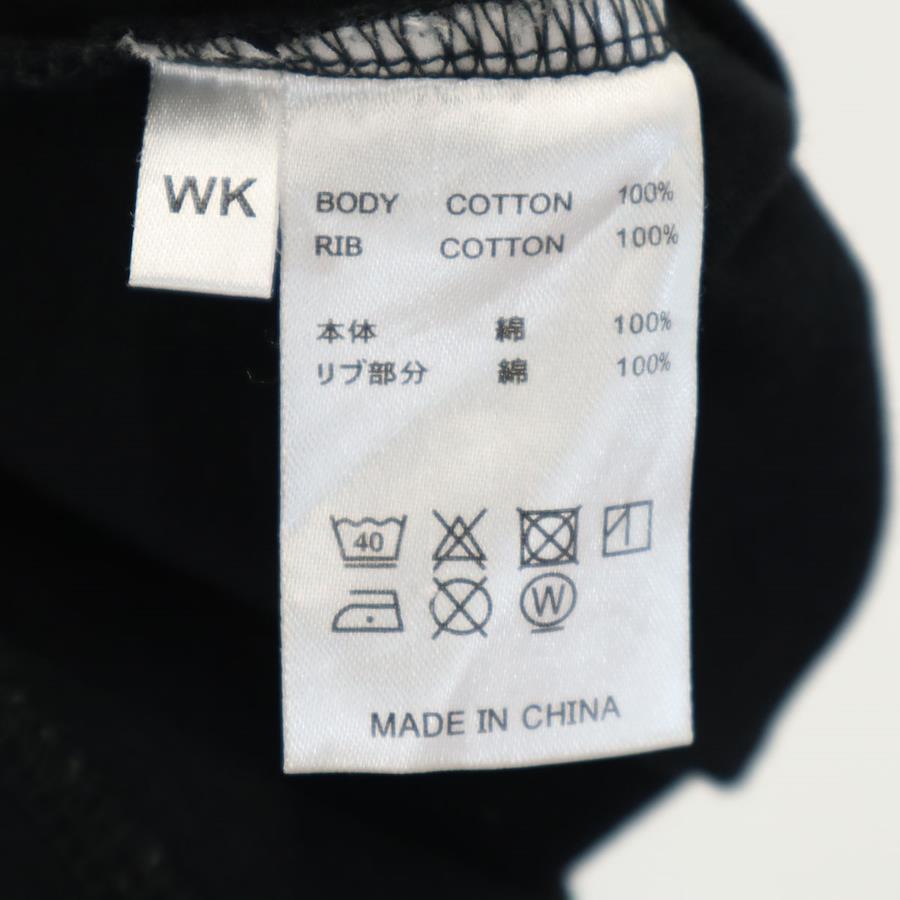 WK
BODY COTTON 100%
RIB COTTON 100%
本体 綿 100%
リブ部分 綿 100%
40
W
MADE IN CHINA